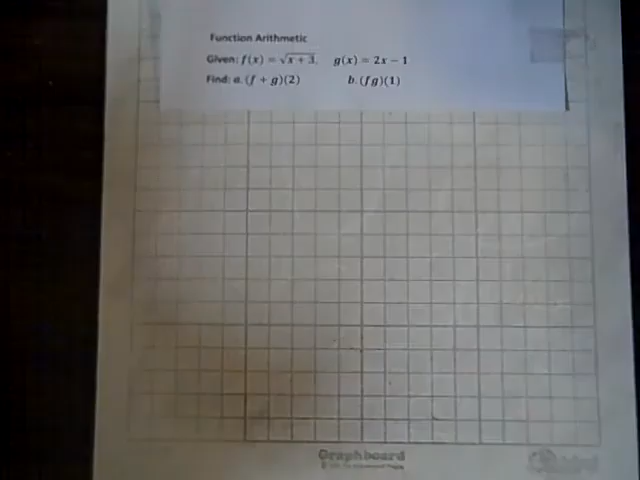 Function Arithmetic
Given: f(x) = √x + 3, g(x) = 2x − 1
Find: a. (f + g)(2) b. (fg)(1)
Graphboard